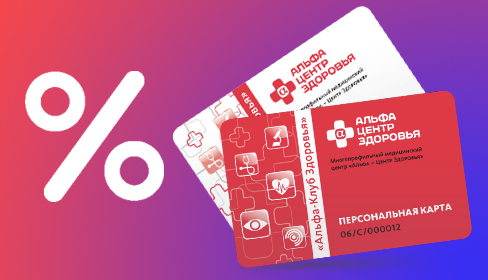 %
АЛЬФА
ЦЕНТР
ЗДОРОВЬЯ
АЛЬФА
ЦЕНТР
ЗДОРОВЬЯ
Многопрофильный медицинский
центр «Альфа – Центр Здоровья»
«Альфа-Клуб Здоровья»
ПЕРСОНАЛЬНАЯ КАРТА
06/С/000012